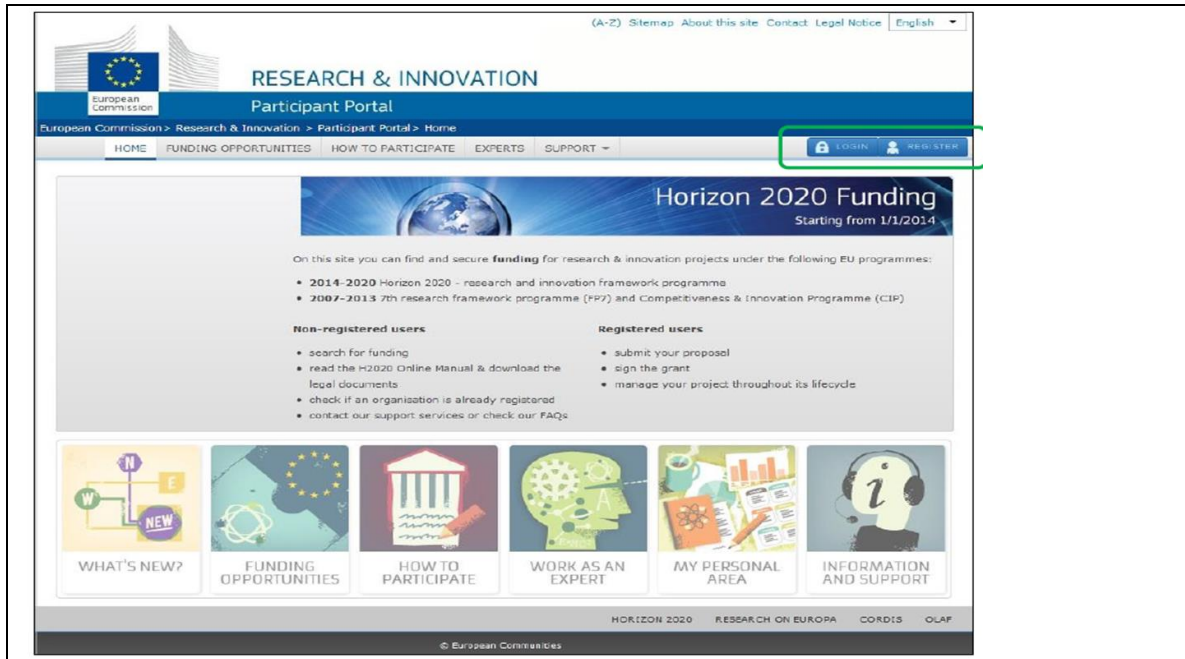 (A-Z) Sitemap About this site Contact Legal Notice English
RESEARCH & INNOVATION
European
Commission
Participant Portal
European Commission > Research & Innovation > Participant Portal > Home
HOME FUNDING OPPORTUNITIES HOW TO PARTICIPATE EXPERTS SUPPORT LOGIN REGISTER
Horizon 2020 Funding
Starting from 1/1/2014
On this site you can find and secure funding for research & innovation projects under the following EU programmes:
• 2014-2020 Horizon 2020 - research and innovation framework programme
• 2007-2013 7th research framework programme (FP7) and Competitiveness & Innovation Programme (CIP)
Non-registered users
• search for funding
• read the H2020 Online Manual & download the
legal documents
• check if an organisation is already registered
• contact our support services or check our FAQs
Registered users
• submit your proposal
• sign the grant
• manage your project throughout its lifecycle
N
W
E
NEW
A
i
WHAT'S NEW?
FUNDING
OPPORTUNITIES
HOW TO
PARTICIPATE
WORK AS AN
EXPERT
MY PERSONAL
AREA
INFORMATION
AND SUPPORT
HORIZON 2020 RESEARCH ON EUROPA CORDIS OLAF
© European Communities